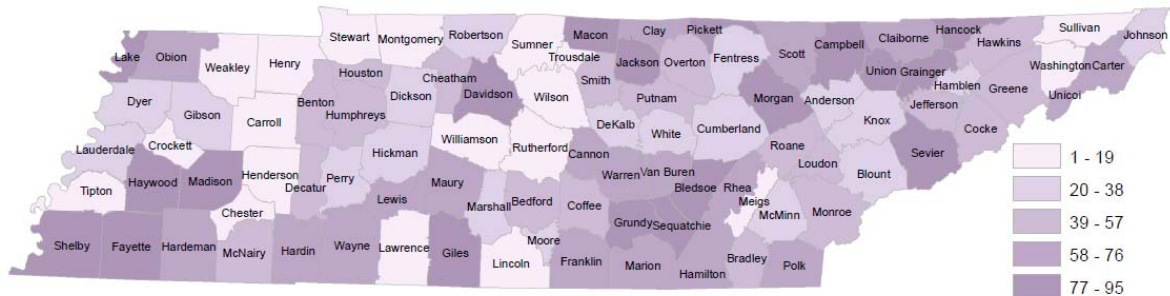 Stewart
Montgomery
Robertson
Sumner
Macon
Clay
Pickett
Trousdale
Claiborne
Hancock
Hawkins
Sullivan
Johnson
Lake
Obion
Weakley
Henry
Houston
Cheatham
Smith
Jackson
Overton
Fentress
Scott
Campbell
Union
Grainger
Hamblen
Washington
Carter
Dyer
Gibson
Benton
Humphreys
Dickson
Davidson
Wilson
Putnam
Morgan
Anderson
Jefferson
Greene
Unicoi
Carroll
Crockett
DeKalb
White
Cumberland
Knox
Cocke
Lauderdale
Hickman
Williamson
Rutherford
Cannon
Roane
Loudon
Sevier
Blount
Tipton
Haywood
Madison
Henderson
Decatur
Perry
Lewis
Maury
Warren
Van Buren
Bledsoe
Rhea
Meigs
Chester
Marshall
Bedford
Coffee
Grundy
Sequatchie
McMinn
Monroe
Shelby
Fayette
Hardeman
McNairy
Hardin
Wayne
Lawrence
Giles
Lincoln
Moore
Franklin
Marion
Hamilton
Bradley
Polk
1 - 19
20 - 38
39 - 57
58 - 76
77 - 95